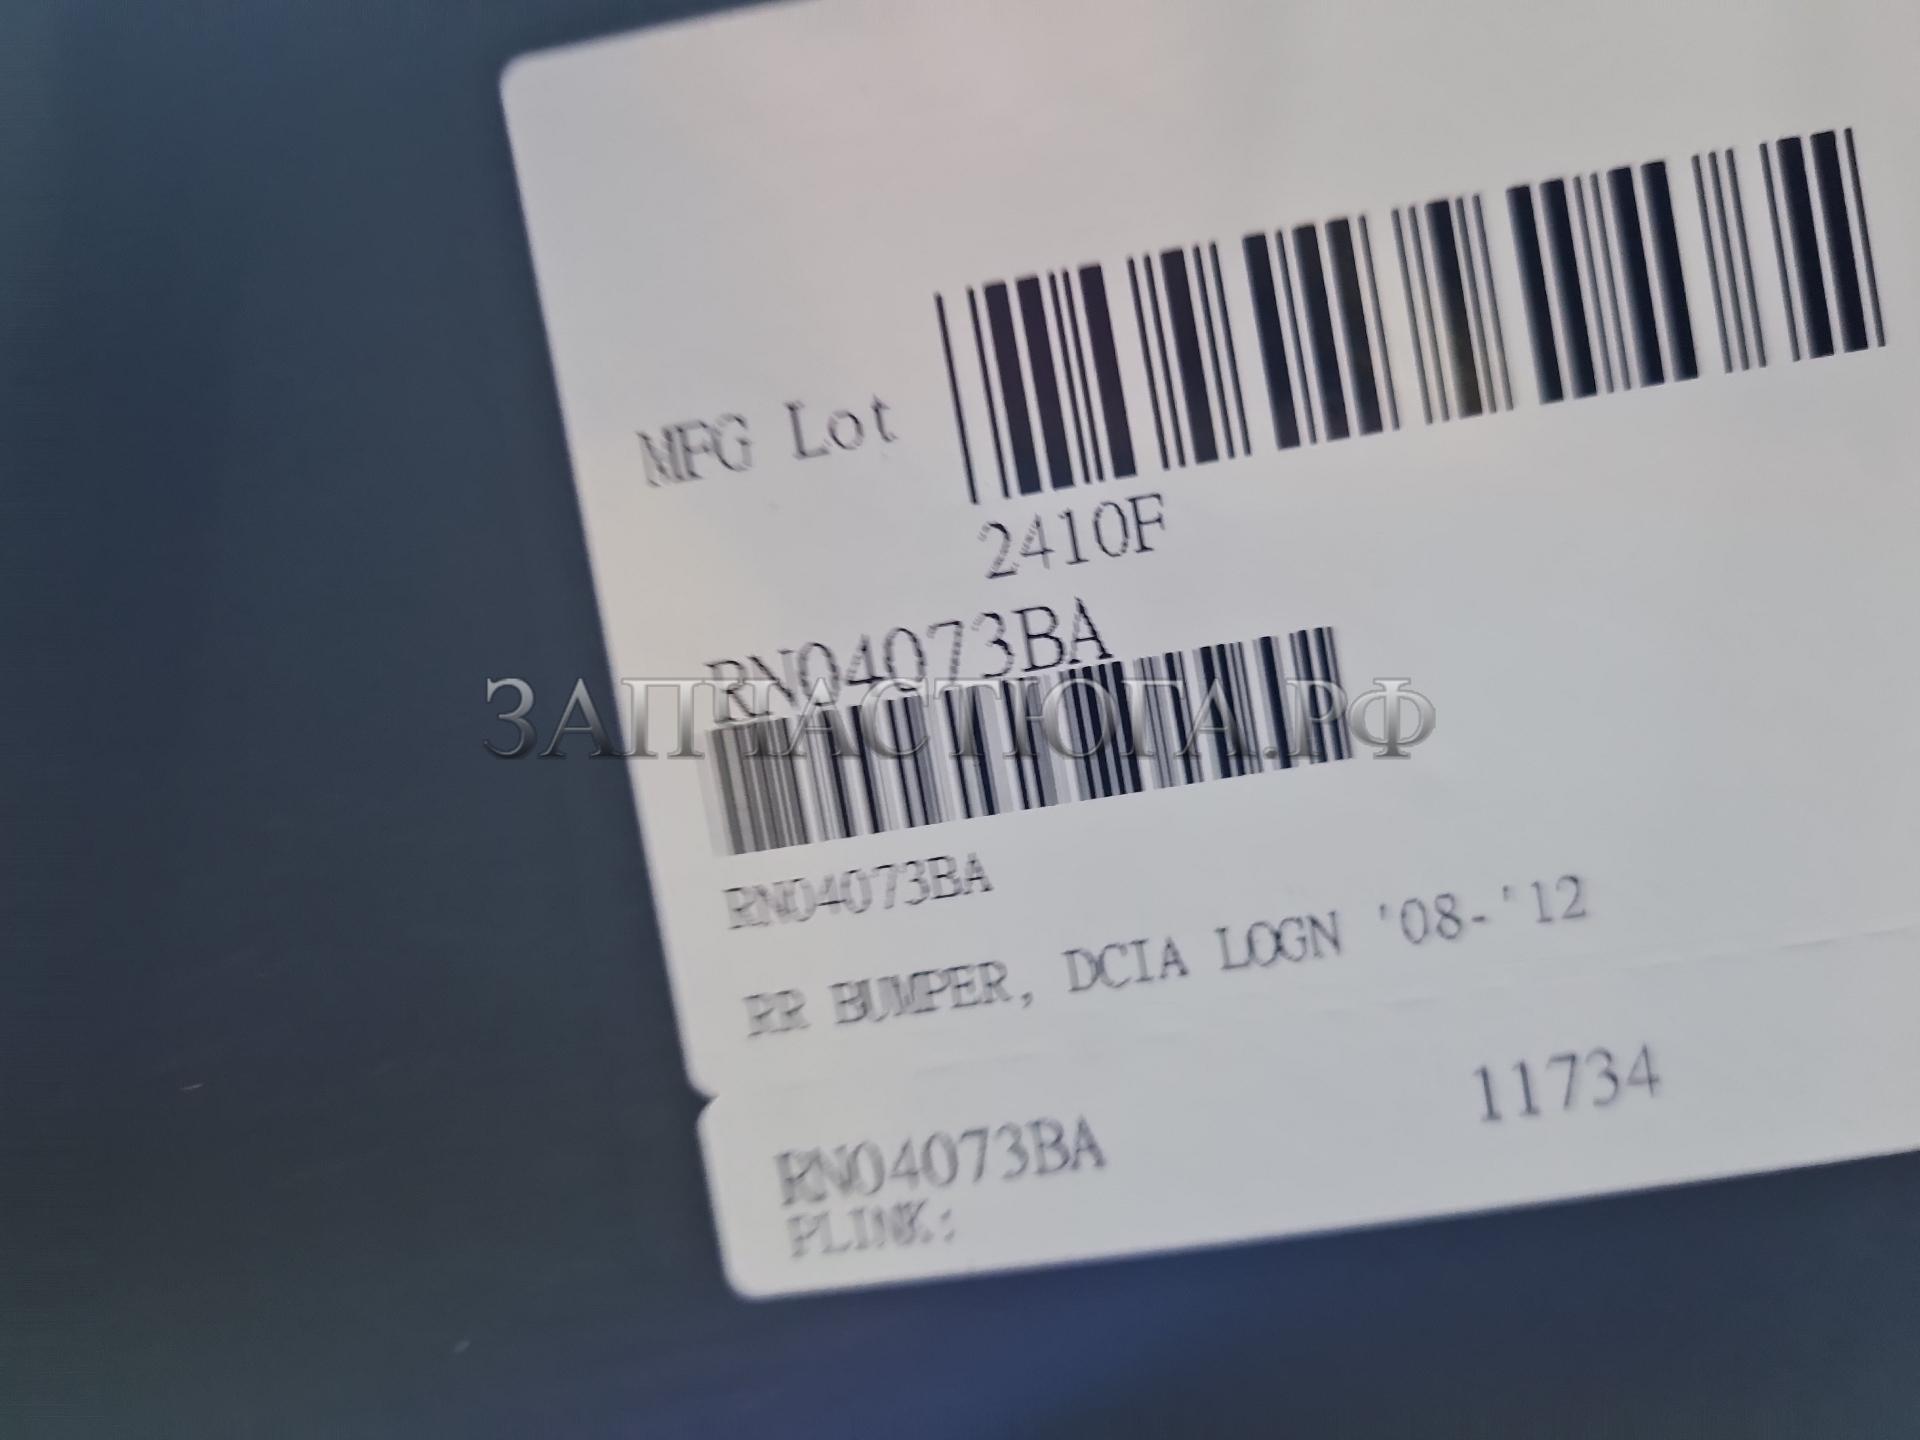 MFG Lot
2410F
RN04073BA
ЗАПЧАСТЮГА.РФ
RN04073BA
RR BUMPER, DCIA LOGN '08-'12
RN04073BA 11734
PLINK: